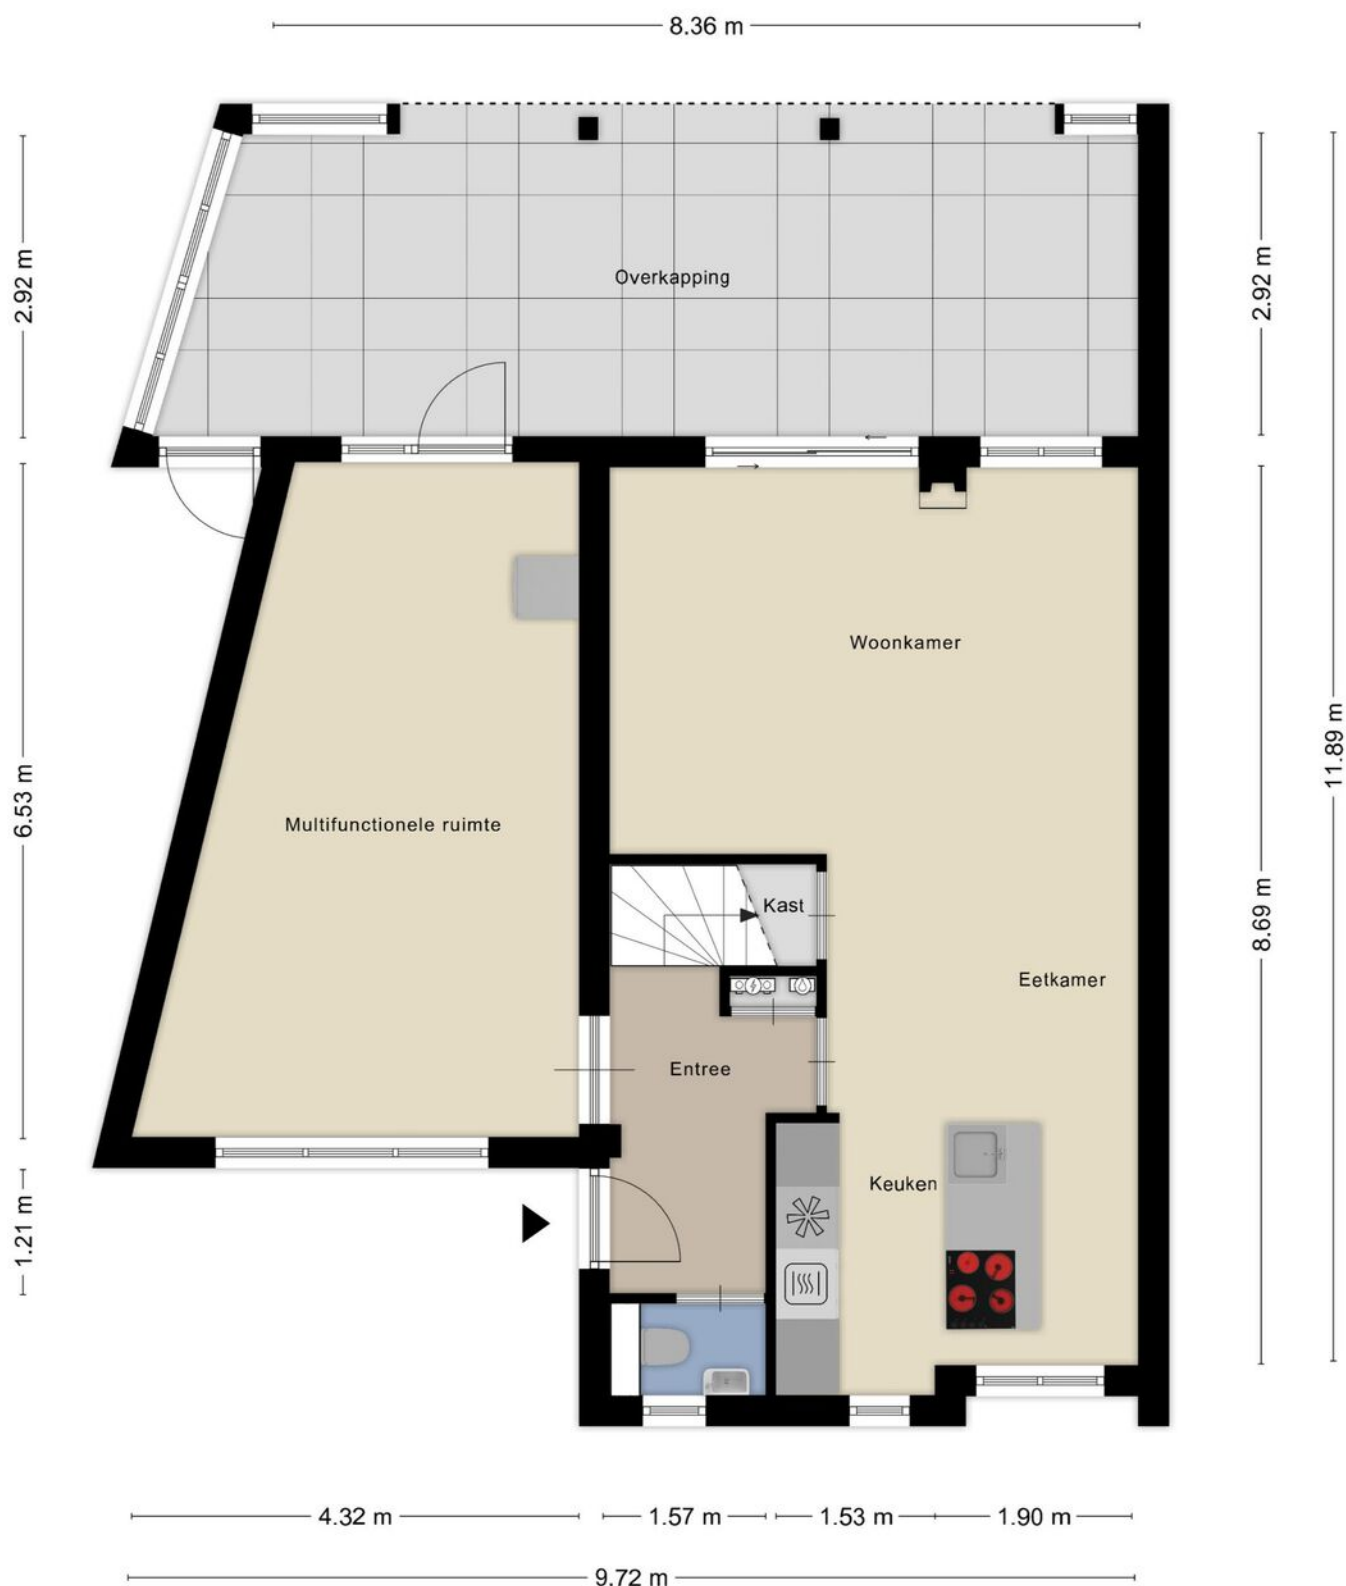 8.36 m
2.92 m
Overkapping
2.92 m
Woonkamer
11.89 m
6.53 m
Multifunctionele ruimte
Kast
8.69 m
Eetkamer
Entree
Keuken
1.21 m
4.32 m
1.57 m
1.53 m
1.90 m
9.72 m